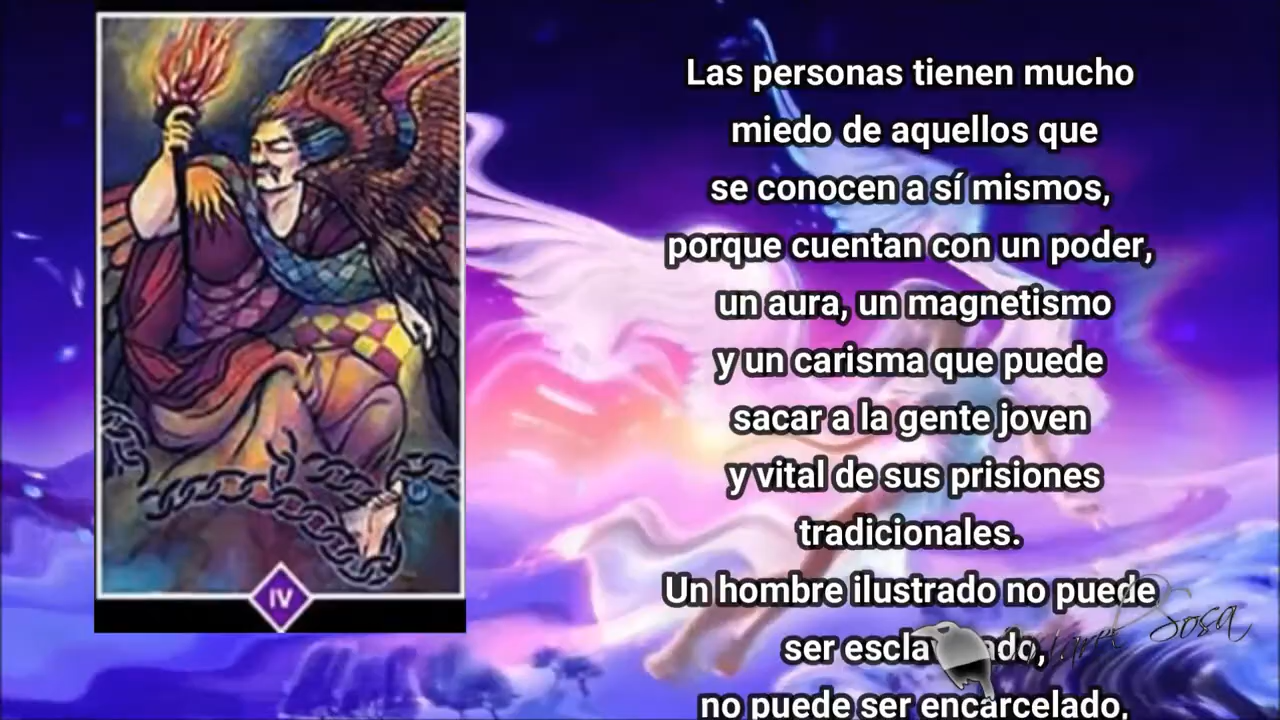 IV
Las personas tienen mucho
miedo de aquellos que
se conocen a sí mismos,
porque cuentan con un poder,
un aura, un magnetismo
y un carisma que puede
sacar a la gente joven
y vital de sus prisiones
tradicionales.
Un hombre ilustrado no puede
ser
no puede ser encarcelado,
Sosa